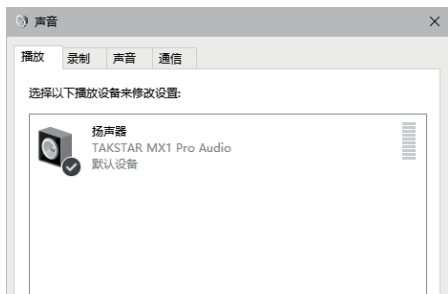 声音
播放 录制 声音 通信
选择以下播放设备来修改设置:
扬声器
TAKSTAR MX1 Pro Audio
默认设备